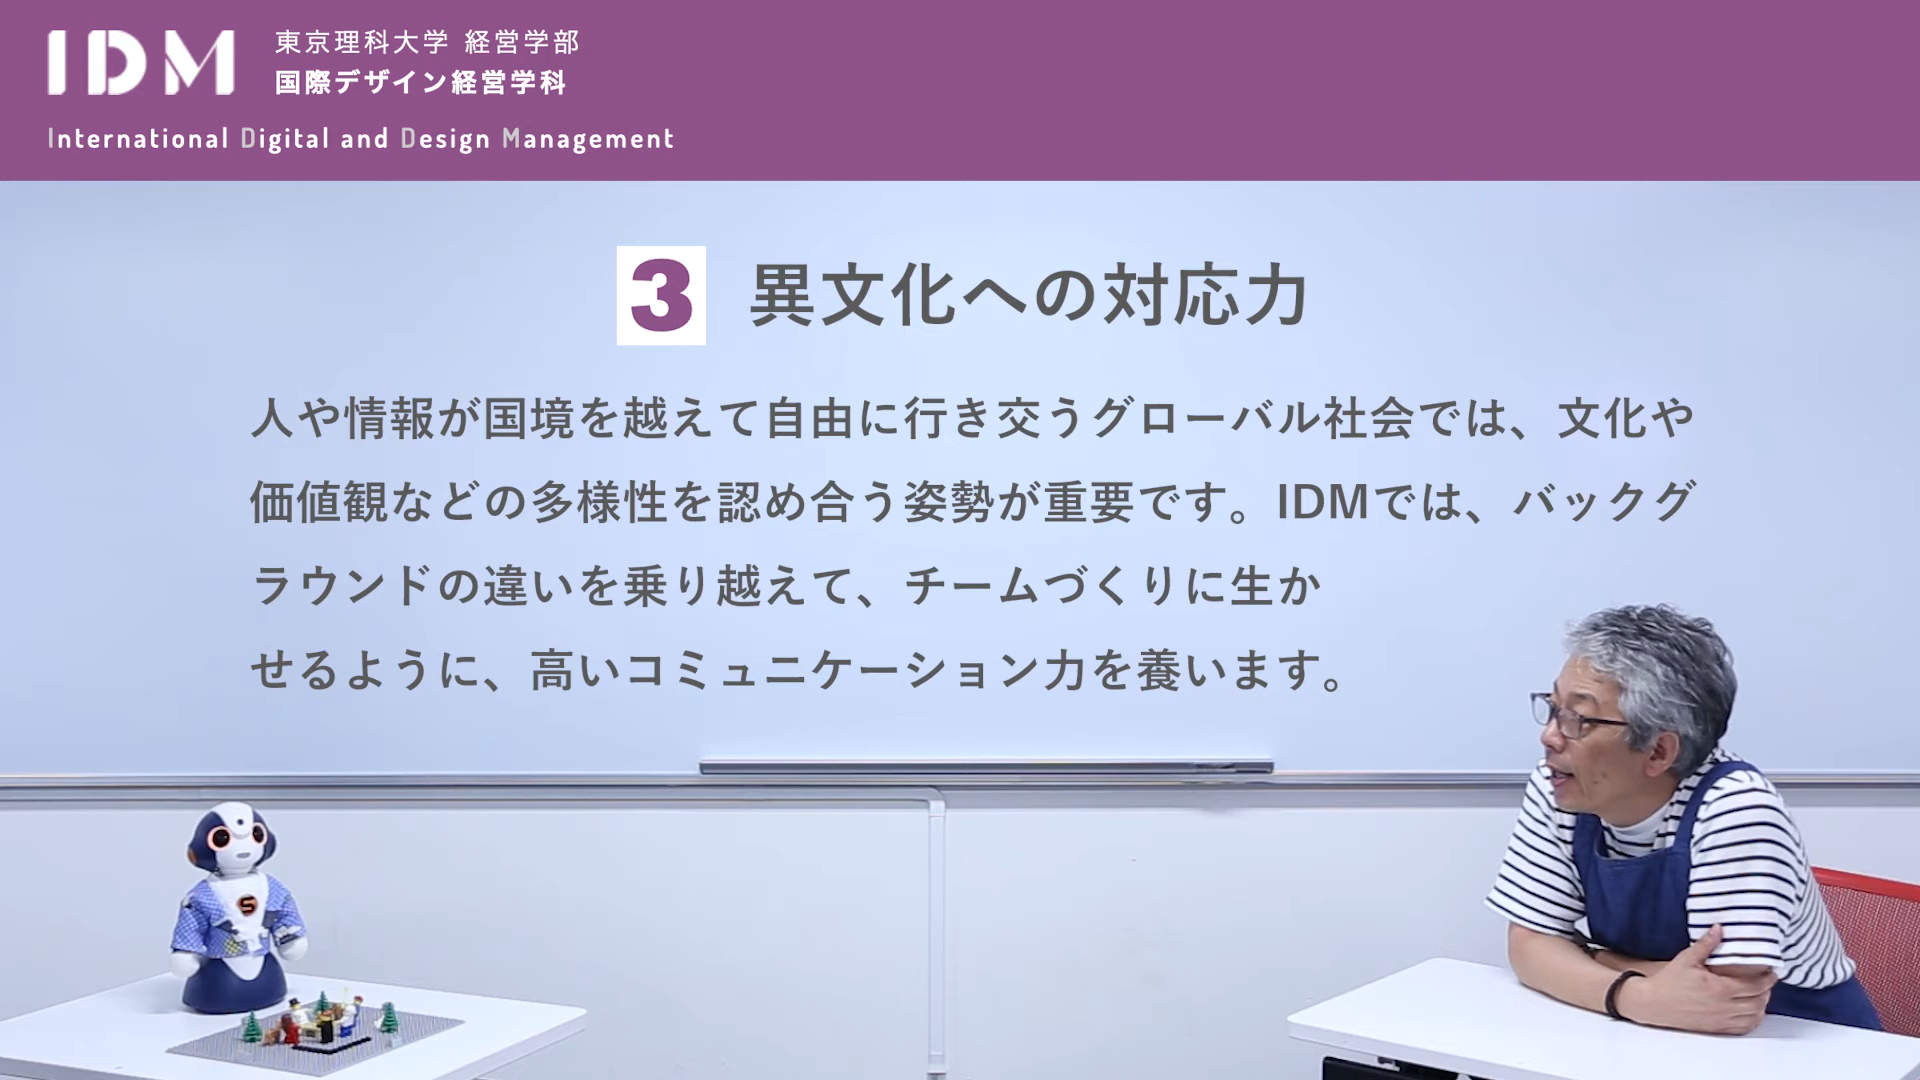 IDM
東京理科大学 経営学部
国際デザイン経営学科
International Digital and Design Management
3 異文化への対応力
人や情報が国境を越えて自由に行き交うグローバル社会では、文化や
価値観などの多様性を認め合う姿勢が重要です。IDMでは、バックグ
ラウンドの違いを乗り越えて、チームづくりに生か
せるように、高いコミュニケーション力を養います。
S